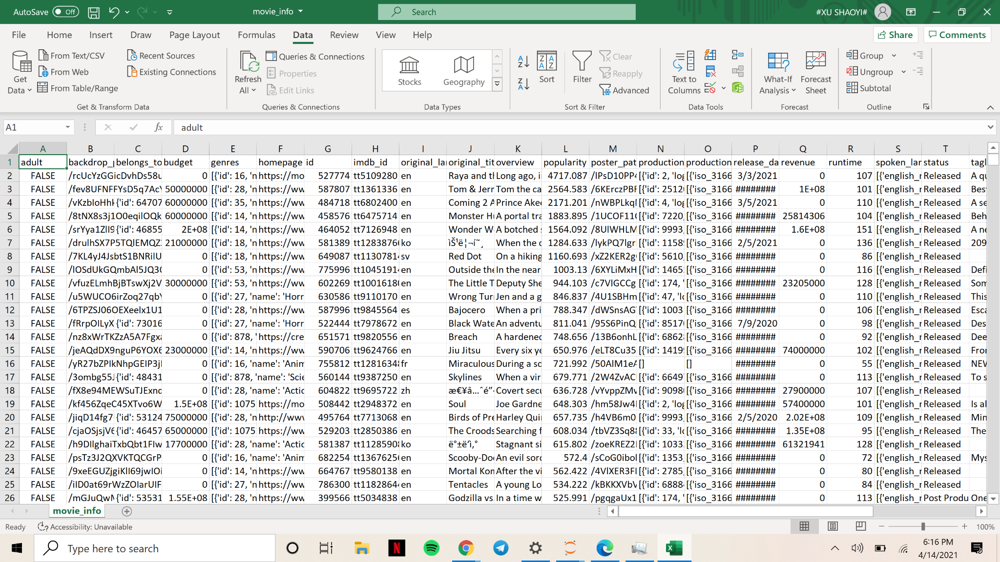 AutoSave Off movie_info Search #XU SHAOYI#
File Home Insert Draw Page Layout Formulas Data Review View Help Share Comments
Get Data
From Text/CSV
From Web
From Table/Range
Recent Sources
Existing Connections
Get & Transform Data
Refresh All
Queries & Connections
Properties
Edit Links
Queries & Connections
Stocks Geography
Data Types
Sort Filter
Clear
Reapply
Advanced
Sort & Filter
Text to Columns
Data Tools
What-If Analysis
Forecast Sheet
Forecast
Group
Ungroup
Subtotal
Outline
A1 fx adult
A B C D E F G H I J K L M N O P Q R S T
1 adult backdrop_ belongs_to budget genres homepage id imdb_id original_la original_tit overview popularity poster_pat production production release_da revenue runtime spoken_lar status tagl
2 FALSE /rcUcYzGGicDvhDs58u 0 [{'id': 16, 'n https://mo 527774 tt5109280 en Raya and th Long ago, i 4717.087 /lPsD10PP4 [{'id': 2, 'log [{'iso_3166 3/3/2021 0 107 [{'english_r Released A qu
3 FALSE /fev8UFNFFYsD5q7AcY 50000000 [{'id': 28, 'n https://ww 587807 tt1361336 en Tom & Jerr Tom the ca 2564.583 /6KErczPBF [{'id': 2512 [{'iso_3166 ######## 1E+08 101 [{'english_r Released Bes
4 FALSE /vKzbIoHhk {'id': 64707 60000000 [{'id': 35, 'n https://ww 484718 tt6802400 en Coming 2 A Prince Akee 2171.201 /nWBPLkql [{'id': 4, 'log [{'iso_3166 3/5/2021 0 110 [{'english_r Released A se
5 FALSE /8tNX8s3j1O0eqilOQk 60000000 [{'id': 14, 'n https://ww 458576 tt6475714 en Monster Hu A portal tra 1883.895 /1UCOF11( [{'id': 7220, [{'iso_3166 ######## 25814306 104 [{'english_r Released Beh
6 FALSE /srYya1ZlI9 {'id': 46855 2E+08 [{'id': 14, 'n https://ww 464052 tt7126948 en Wonder W A botched 1564.092 /8UlWHLM [{'id': 9993, [{'iso_3166 ######## 1.6E+08 151 [{'english_r Released A ne
7 FALSE /drulhSX7P5TQlEMQZ 21000000 [{'id': 18, 'n https://ww 581389 tt12838766 ko ìŠ¹ë¦¬í˜¸ When the c 1284.633 /lykPQ7lgr [{'id': 1158 [{'iso_3166 2/5/2021 0 136 [{'english_r Released 209
8 FALSE /7KL4yJ4JsbtS1BNRilU 0 [{'id': 18, 'n https://ww 649087 tt11307814 sv Red Dot On a hiking 1160.693 /xZ2KER2g [{'id': 5610, [{'iso_3166 ######## 0 86 [{'english_r Released
9 FALSE /lOSdUkGQmbAl5JQ3( 0 [{'id': 53, 'n https://ww 775996 tt10451914 en Outside the In the near 1003.13 /6XYLiMxH [{'id': 1465 [{'iso_3166 ######## 0 116 [{'english_r Released Defi
10 FALSE /vfuzELmhBjBTswXj2V 30000000 [{'id': 53, 'n https://ww 602269 tt1001618 en The Little T Deputy She 944.103 /c7VlGCCg [{'id': 174, ' [{'iso_3166 ######## 23205000 128 [{'english_r Released Som
11 FALSE /u5WUCO6irZoq27qbY 0 [{'id': 27, 'name': 'Horr 630586 tt9110170 en Wrong Tur Jen and a g 846.837 /4U1SBHm [{'id': 47, 'lo [{'iso_3166 ######## 0 110 [{'english_r Released This
12 FALSE /6TPZSJ06OEXeelx1U1 0 [{'id': 28, 'n https://ww 587996 tt9845564 es Bajocero When a pri 788.347 /dWSnsAG [{'id': 1003 [{'iso_3166 ######## 0 106 [{'english_r Released Esca
13 FALSE /fRrpOILyX {'id': 73016 0 [{'id': 27, 'name': 'Horr 522444 tt7978672 en Black Wate An adventu 811.041 /95S6PinQ [{'id': 8517 [{'iso_3166 7/9/2020 0 98 [{'english_r Released Des
14 FALSE /nz8xWrTKZzA5A7Fgxa 0 [{'id': 878, ' https://cre 651571 tt9820556 en Breach A hardened 748.656 /13B6onhL [{'id': 6862 [{'iso_3166 ######## 0 92 [{'english_r Released Dee
15 FALSE /jeAQdDX9nguP6YOX6 23000000 [{'id': 14, 'n https://ww 590706 tt9624766 en Jiu Jitsu Every six ye 650.976 /eLT8Cu35 [{'id': 1419 [{'iso_3166 ######## 74000000 102 [{'english_r Released Fron
16 FALSE /yR27bZPIkNhpGEIP3jl 0 [{'id': 16, 'name': 'Anim 755812 tt12816348 fr Miraculous During a sc 721.992 /50AlM1eA [] [] ######## 0 55 [{'english_r Released NEW
17 FALSE /3ombg55J {'id': 48431 0 [{'id': 878, 'name': 'Scie 560144 tt9387250 en Skylines When a vir 679.771 /2W4ZvAC [{'id': 6649 [{'iso_3166 ######## 0 113 [{'english_r Released To s
18 FALSE /fX8e94MEWSuTJExnc 0 [{'id': 28, 'name': 'Actic 604822 tt9695722 zh æ€¥å…ˆé” Covert secu 636.728 /vYvppZMv [{'id': 9098 [{'iso_3166 ######## 27900000 107 [{'english_r Released
19 FALSE /kf456ZqeC45XTvo6W 1.5E+08 [{'id': 1075 https://mo 508442 tt2948372 en Soul Joe Gardne 648.303 /hm58Jw4l [{'id': 2, 'log [{'iso_3166 ######## 57400000 101 [{'english_r Released Is al
20 FALSE /jiqD14fg7 {'id': 53124 75000000 [{'id': 28, 'n http://www 495764 tt7713068 en Birds of Pre Harley Quin 657.735 /h4VB6m0 [{'id': 9993, [{'iso_3166 2/5/2020 2.02E+08 109 [{'english_r Released Min
21 FALSE /cjaOSjsjV6 {'id': 46457 65000000 [{'id': 1075 https://ww 529203 tt2850386 en The Croods Searching f 608.034 /tbVZ3Sq8 [{'id': 33, 'lo [{'iso_3166 ######## 1.35E+08 95 [{'english_r Released The
22 FALSE /h9DIlghaiTxbQbt1FIw 17700000 [{'id': 28, 'name': 'Actic 581387 tt11285908 ko ë°±ë‘ì‚° Stagnant si 615.802 /zoeKREZ2l [{'id': 1033 [{'iso_3166 ######## 61321941 128 [{'english_r Released
23 FALSE /psTz3J2QXVKTQCGrP 0 [{'id': 16, 'name': 'Anim 682254 tt1367625 en Scooby-Do An evil sorc 572.4 /sCoG0ibol [{'id': 1353, [{'iso_3166 ######## 0 72 [{'english_r Released Mys
24 FALSE /9xeEGUZjgiKlI69jwIOi 0 [{'id': 14, 'n https://ww 664767 tt9580138 en Mortal Kon After the vi 562.422 /4VlXER3Fl [{'id': 2785, [{'iso_3166 ######## 0 80 [{'english_r Released
25 FALSE /ilD0at69rWzZOlarUIF 0 [{'id': 27, 'n https://ww 786300 tt11828644 en Tentacles A young Lo 534.222 /kBKKXVbV [{'id': 6888 [{'iso_3166 ######## 0 84 [{'english_r Released
26 FALSE /mGJuQwM {'id': 53531 1.55E+08 [{'id': 28, 'n https://ww 399566 tt5034838 en Godzilla vs. In a time w 525.991 /pgqgaUx1 [{'id': 174, ' [{'iso_3166 ######## 0 113 [{'english_r Post Produ One
movie_info
Ready Accessibility: Unavailable 100%
Type here to search
6:16 PM
4/14/2021